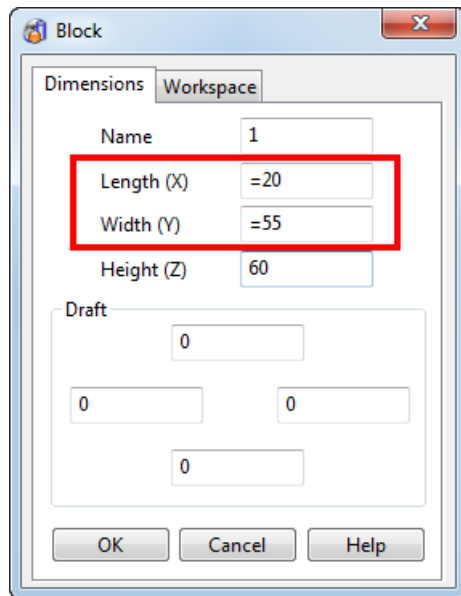 Block
Dimensions Workspace
Name 1
Length (X) =20
Width (Y) =55
Height (Z) 60
Draft
0
0 0
0
OK Cancel Help